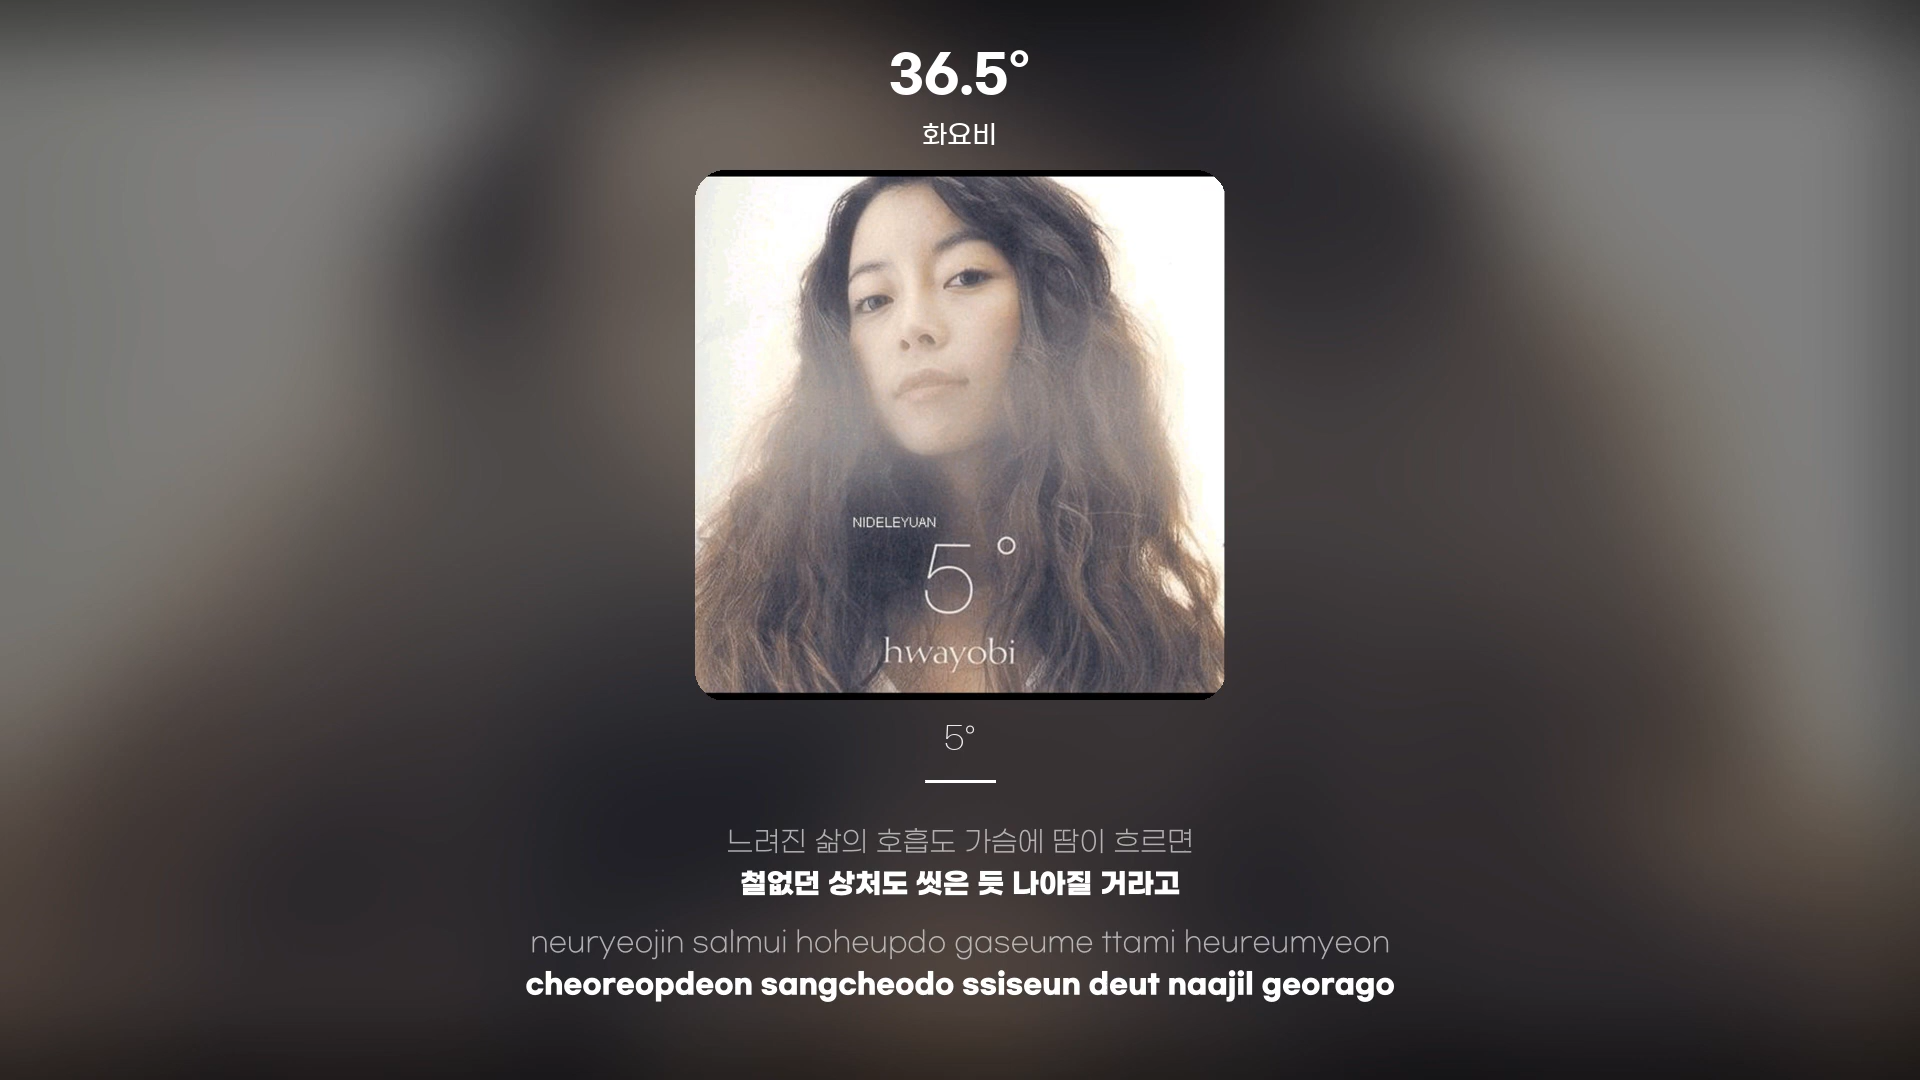 36.5°
화요비
NIDELEYUAN
5°
hwayobi
5°
느려진 삶의 호흡도 가슴에 땀이 흐르면
철없던 상처도 씻은 듯 나아질 거라고
neuryeojin salmui hoheupdo gaseume ttami heureumyeon
cheoreopdeon sangcheodo ssiseun deut naajil georago